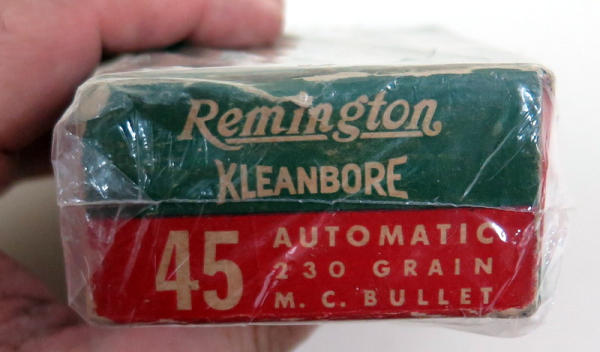 Remington
KLEANBORE
45 AUTOMATIC
230 GRAIN
M. C. BULLET